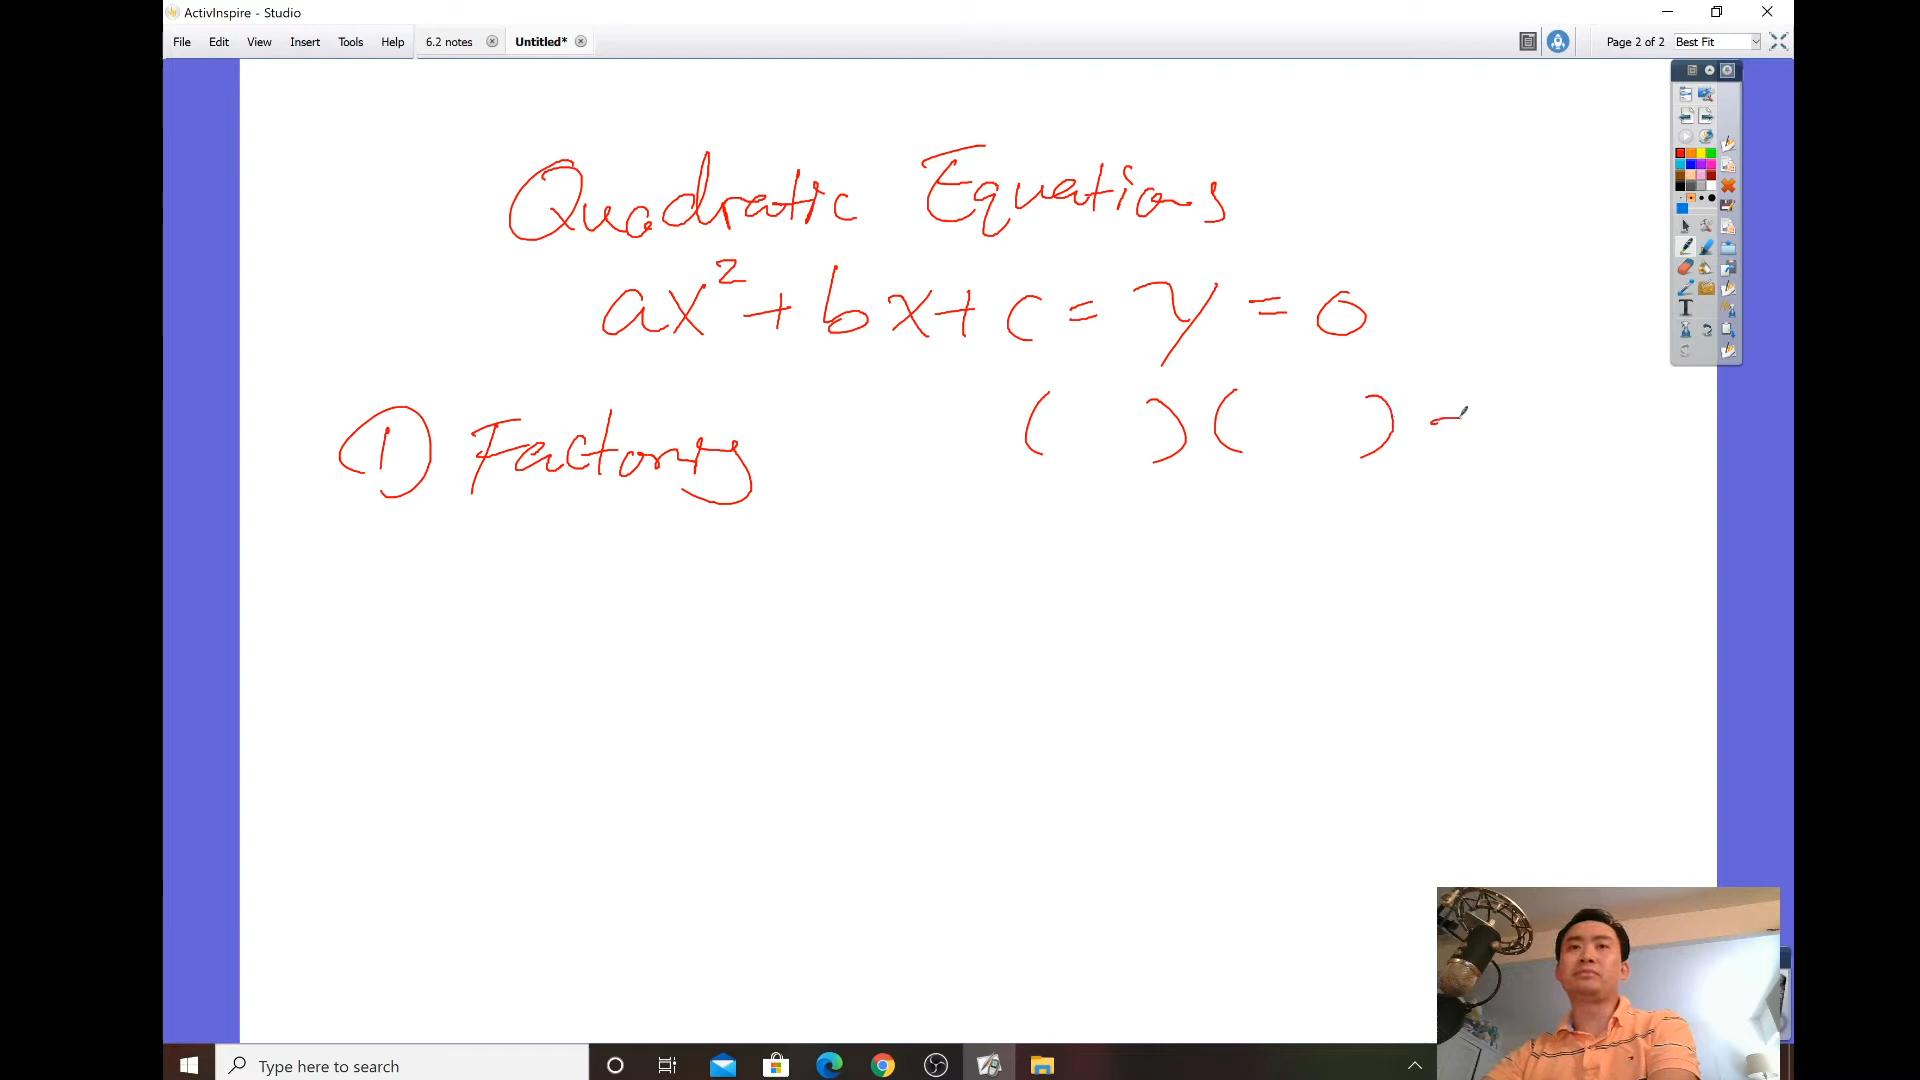 ActivInspire - Studio
File Edit View Insert Tools Help 6.2 notes Untitled* Page 2 of 2 Best Fit
Quadratic Equations
ax² + bx + c = y = 0
① Factoring ( ) ( ) -
T
Type here to search